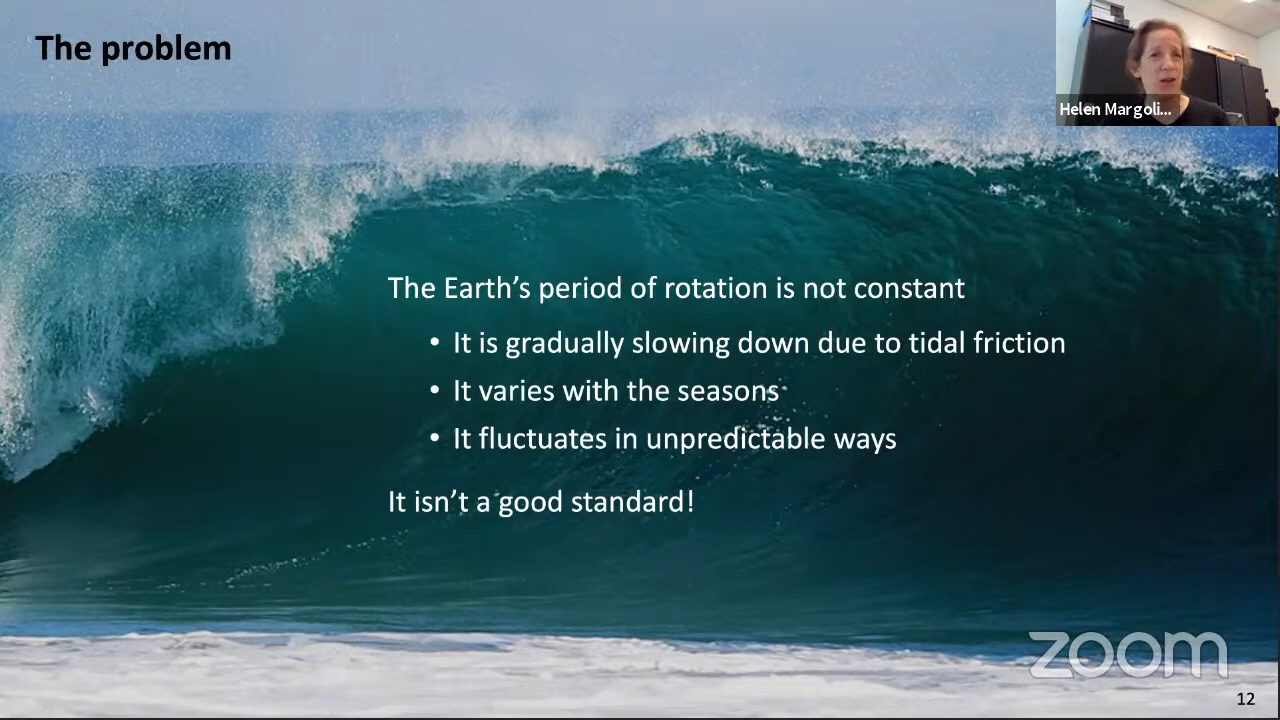 The problem
Helen Margoli...
The Earth’s period of rotation is not constant
• It is gradually slowing down due to tidal friction
• It varies with the seasons
• It fluctuates in unpredictable ways
It isn’t a good standard!
zoom
12